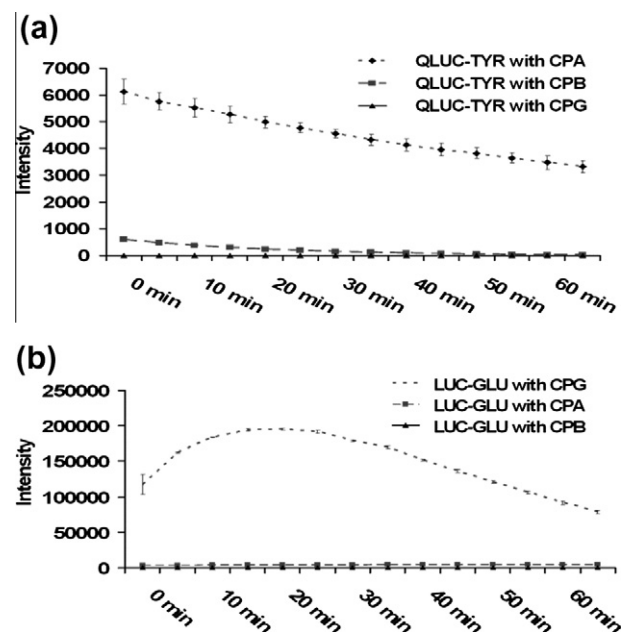 (a)
QLUC-TYR with CPA
QLUC-TYR with CPB
QLUC-TYR with CPG
7000
6000
5000
4000
3000
2000
1000
0
Intensity
0 min
10 min
20 min
30 min
40 min
50 min
60 min
(b)
LUC-GLU with CPG
LUC-GLU with CPA
LUC-GLU with CPB
250000
200000
150000
100000
50000
0
Intensity
0 min
10 min
20 min
30 min
40 min
50 min
60 min